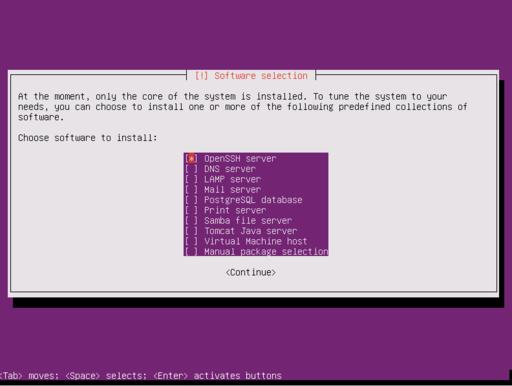 [!] Software selection
At the moment, only the core of the system is installed. To tune the system to your
needs, you can choose to install one or more of the following predefined collections of
software.
Choose software to install:
[*] OpenSSH server
[ ] DNS server
[ ] LAMP server
[ ] Mail server
[ ] PostgreSQL database
[ ] Print server
[ ] Samba file server
[ ] Tomcat Java server
[ ] Virtual Machine host
[ ] Manual package selection
<Continue>
<Tab> moves; <Space> selects; <Enter> activates buttons